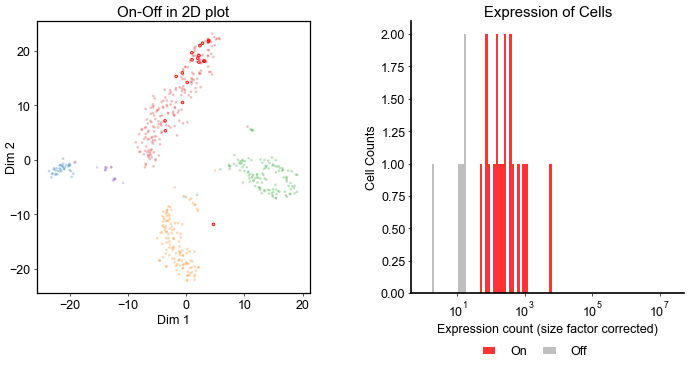 On-Off in 2D plot
Dim 2
20
10
0
−10
−20
−20 −10 0 10 20
Dim 1
Expression of Cells
Cell Counts
2.00
1.75
1.50
1.25
1.00
0.75
0.50
0.25
0.00
10^1 10^3 10^5 10^7
Expression count (size factor corrected)
On Off